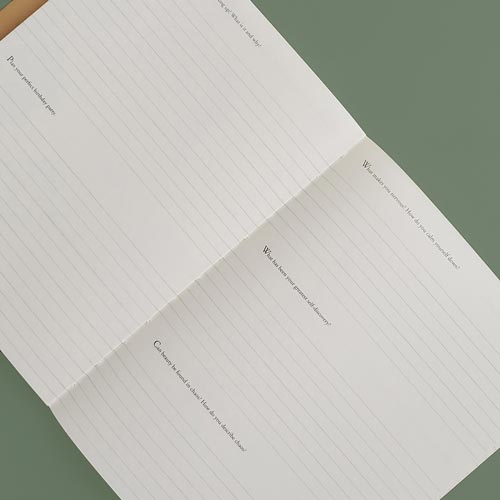 ng up? What is it and why?
Plan your perfect birthday party.
What makes you nervous? How do you calm yourself down?
What has been your greatest self-discovery?
Can beauty be found in chaos? How do you describe chaos?